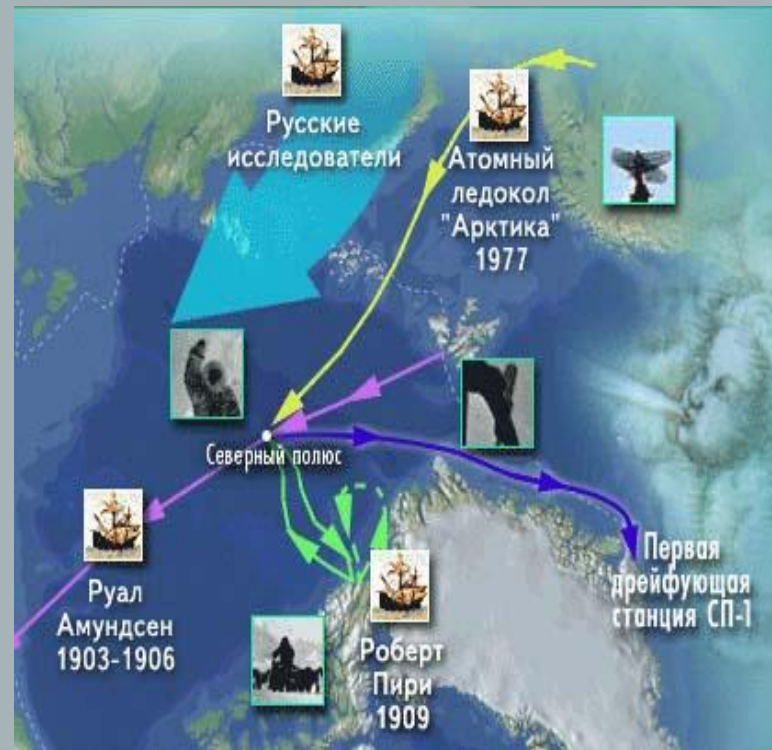 Русские
исследователи
Атомный
ледокол
"Арктика"
1977
Северный полюс
Первая
дрейфующая
станция СП-1
Руал
Амундсен
1903-1906
Роберт
Пири
1909